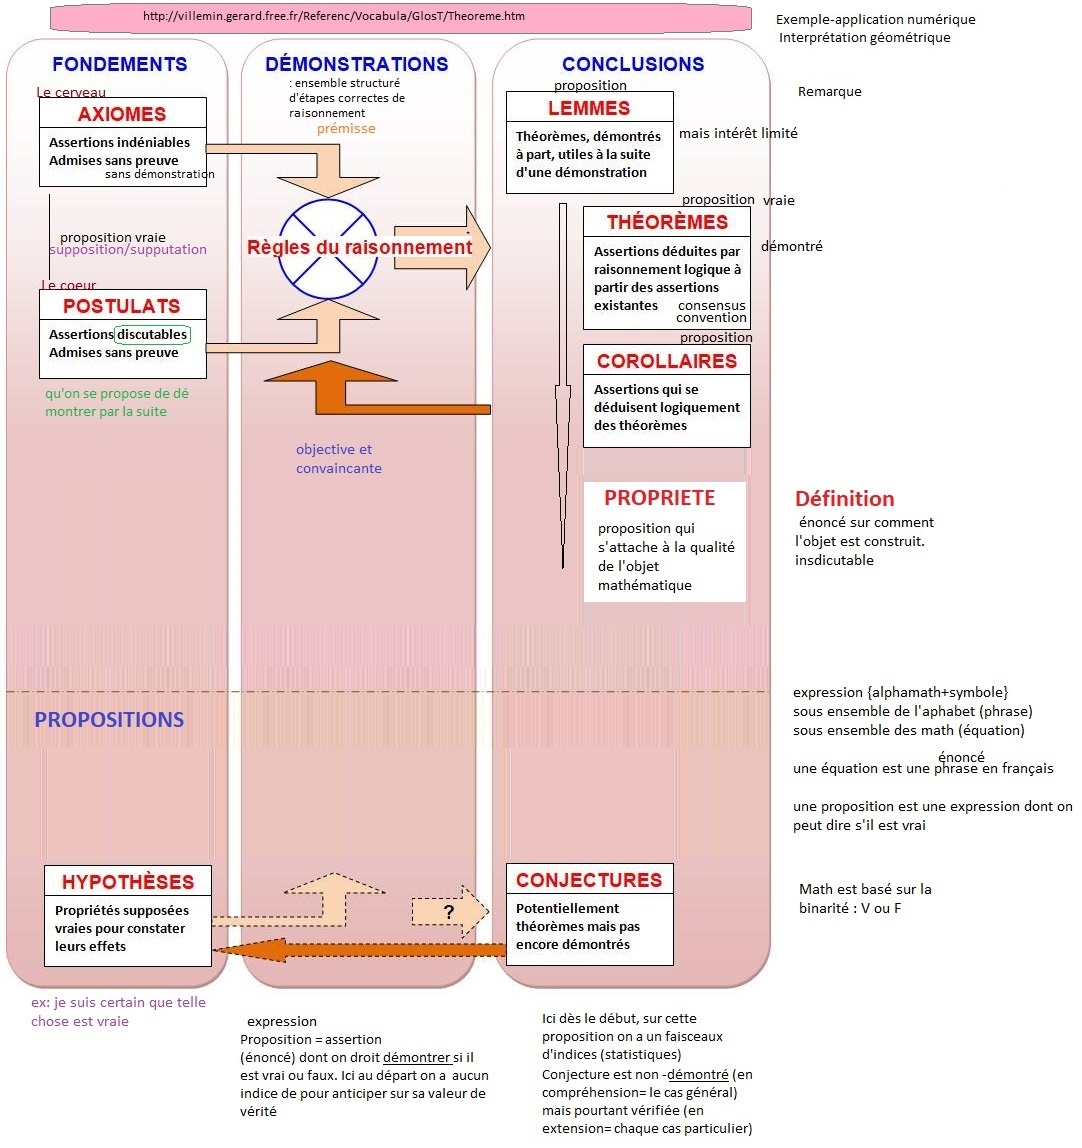 http://villemin.gerard.free.fr/Referenc/Vocabula/GlosT/Theoreme.htm
Exemple-application numérique
Interprétation géométrique
Remarque
FONDEMENTS
Le cerveau
AXIOMES
Assertions indéniables
Admises sans preuve
sans démonstration
proposition vraie
supposition/supputation
Le coeur
POSTULATS
Assertions discutables
Admises sans preuve
qu'on se propose de dé
montrer par la suite
DÉMONSTRATIONS
: ensemble structuré
d'étapes correctes de
raisonnement
prémisse
Règles du raisonnement
objective et
convaincante
CONCLUSIONS
proposition
LEMMES
Théorèmes, démontrés
à part, utiles à la suite
d'une démonstration
mais intérêt limité
proposition vraie
THÉORÈMES
démontré
Assertions déduites par
raisonnement logique à
partir des assertions
existantes
consensus
convention
proposition
COROLLAIRES
Assertions qui se
déduisent logiquement
des théorèmes
PROPRIETE
proposition qui
s'attache à la qualité
de l'objet
mathématique
Définition
énoncé sur comment
l'objet est construit.
insdicutable
PROPOSITIONS
expression {alphamath+symbole}
sous ensemble de l'aphabet (phrase)
sous ensemble des math (équation)
énoncé
une équation est une phrase en français
une proposition est une expression dont on
peut dire s'il est vrai
Math est basé sur la
binarité : V ou F
HYPOTHÈSES
Propriétés supposées
vraies pour constater
leurs effets
?
CONJECTURES
Potentiellement
théorèmes mais pas
encore démontrés
ex: je suis certain que telle
chose est vraie
expression
Proposition = assertion
(énoncé) dont on droit démontrer si il
est vrai ou faux. Ici au départ on a aucun
indice de pour anticiper sur sa valeur de
vérité
Ici dès le début, sur cette
proposition on a un faisceaux
d'indices (statistiques)
Conjecture est non -démontré (en
compréhension= le cas général)
mais pourtant vérifiée (en
extension= chaque cas particulier)